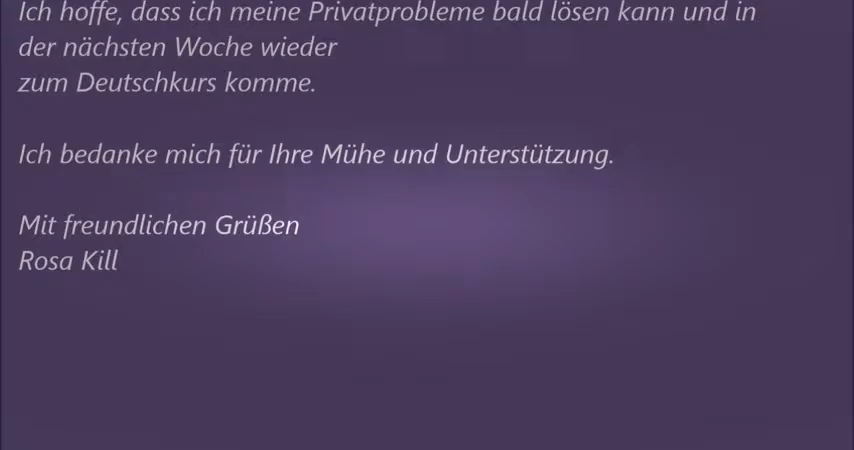 Ich hoffe, dass ich meine Privatprobleme bald lösen kann und in
der nächsten Woche wieder
zum Deutschkurs komme.
Ich bedanke mich für Ihre Mühe und Unterstützung.
Mit freundlichen Grüßen
Rosa Kill